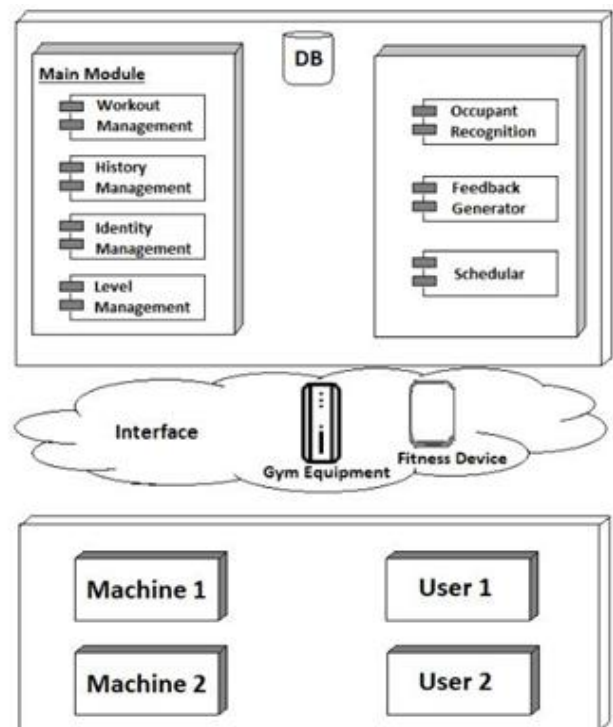 DB
Main Module
Workout
Management
History
Management
Identity
Management
Level
Management
Occupant
Recognition
Feedback
Generator
Schedular
Interface
Gym Equipment
Fitness Device
Machine 1
User 1
Machine 2
User 2